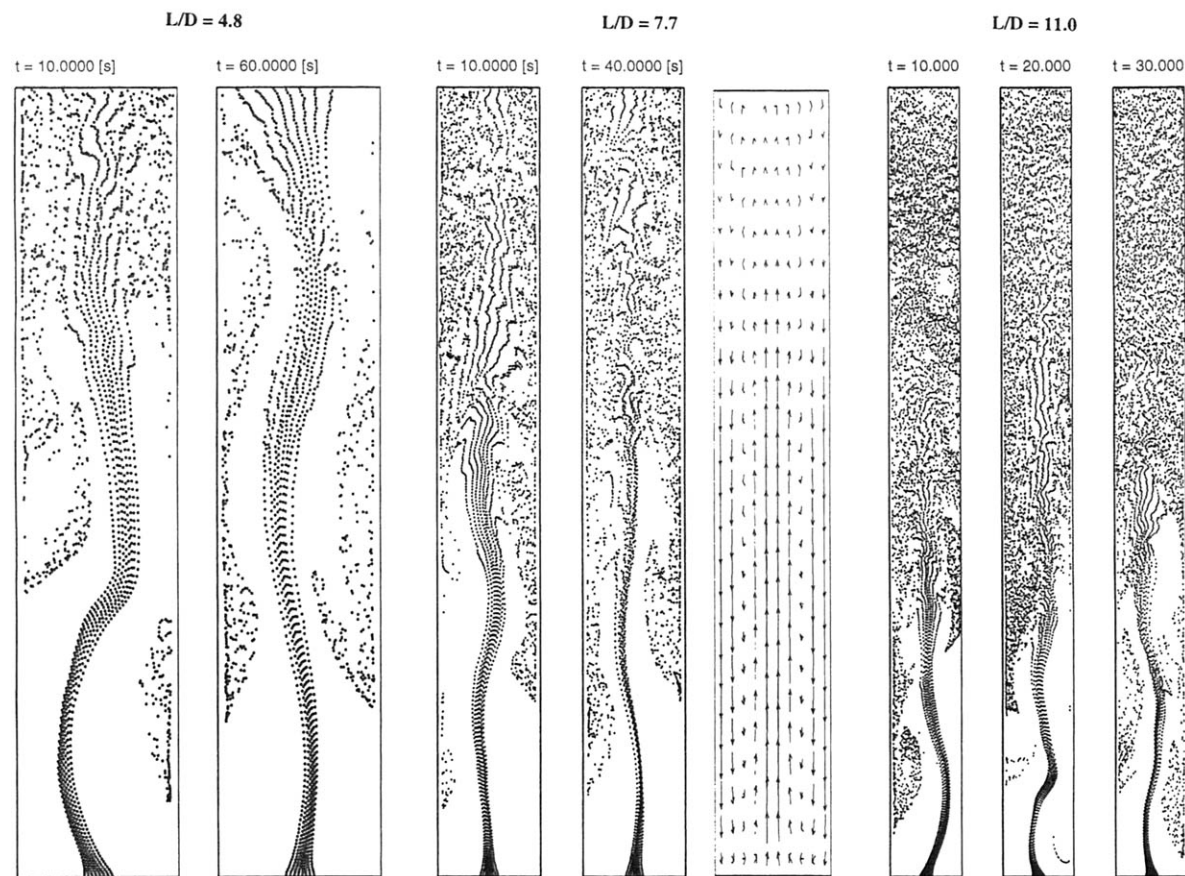 L/D = 4.8
L/D = 7.7
L/D = 11.0
t = 10.0000 [s]
t = 60.0000 [s]
t = 10.0000 [s]
t = 40.0000 [s]
t = 10.000
t = 20.000
t = 30.000